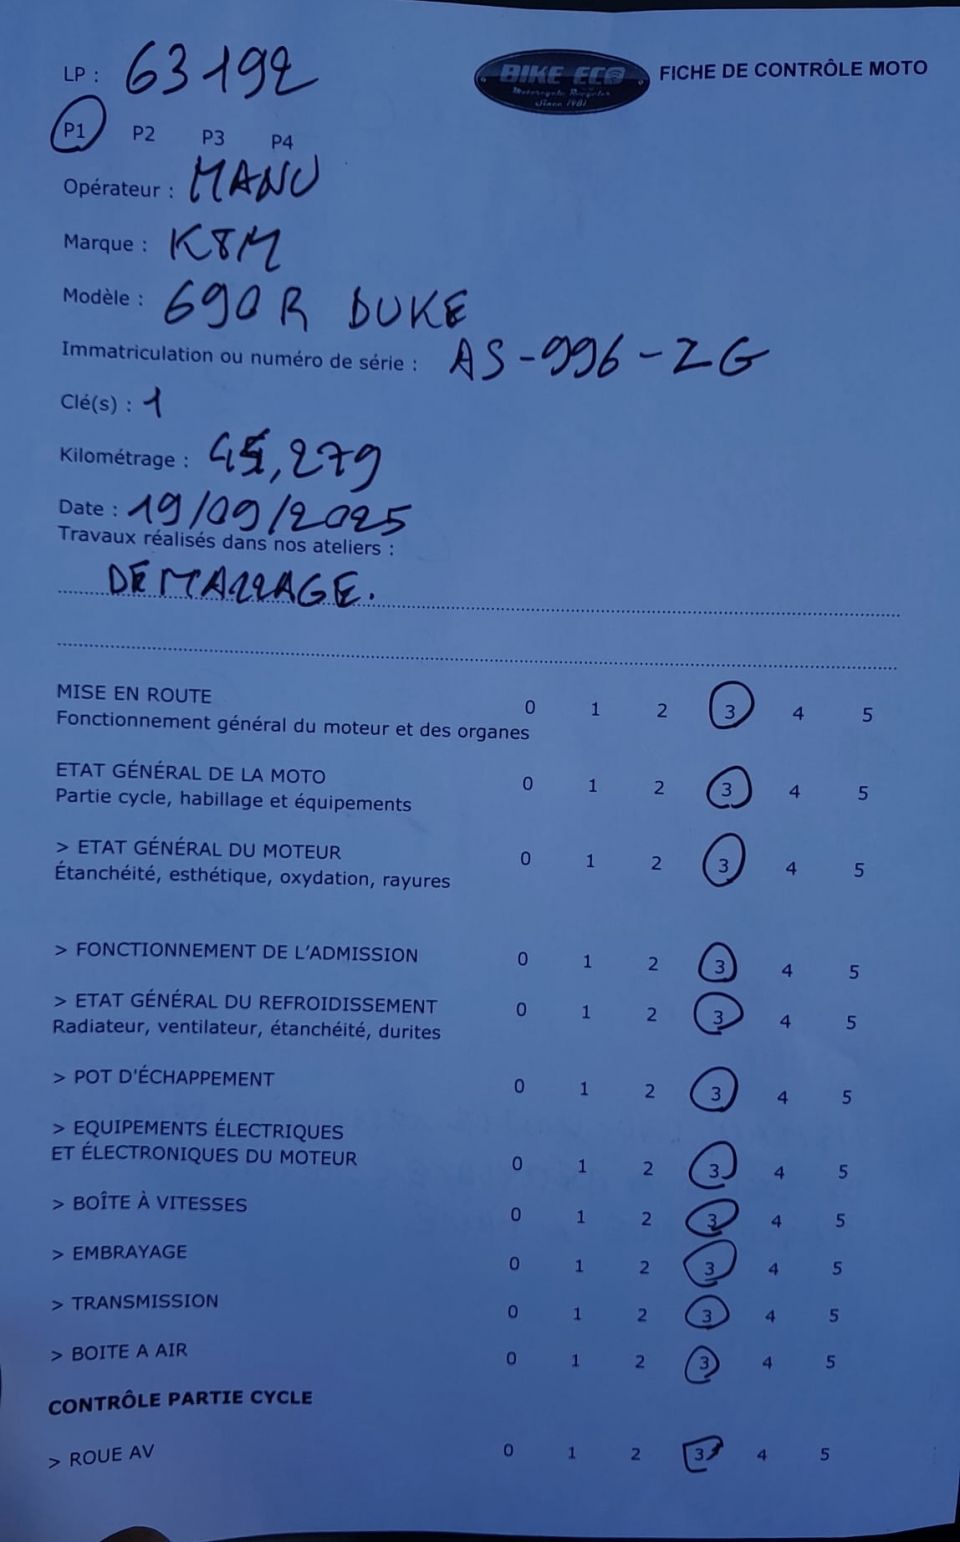 LP : 63192
BIKE ECO
Motorcycle Recycler
Since 1981
FICHE DE CONTRÔLE MOTO
P1 P2 P3 P4
Opérateur : MANU
Marque : KTM
Modèle : 690 R DUKE
Immatriculation ou numéro de série : AS-996-ZG
Clé(s) : 1
Kilométrage : 45,279
Date : 19/09/2025
Travaux réalisés dans nos ateliers :
DÉMARRAGE.
MISE EN ROUTE 0 1 2 3 4 5
Fonctionnement général du moteur et des organes
ETAT GÉNÉRAL DE LA MOTO 0 1 2 3 4 5
Partie cycle, habillage et équipements
> ETAT GÉNÉRAL DU MOTEUR 0 1 2 3 4 5
Étanchéité, esthétique, oxydation, rayures
> FONCTIONNEMENT DE L'ADMISSION 0 1 2 3 4 5
> ETAT GÉNÉRAL DU REFROIDISSEMENT 0 1 2 3 4 5
Radiateur, ventilateur, étanchéité, durites
> POT D'ÉCHAPPEMENT 0 1 2 3 4 5
> EQUIPEMENTS ÉLECTRIQUES
ET ÉLECTRONIQUES DU MOTEUR 0 1 2 3 4 5
> BOÎTE À VITESSES 0 1 2 3 4 5
> EMBRAYAGE 0 1 2 3 4 5
> TRANSMISSION 0 1 2 3 4 5
> BOITE A AIR 0 1 2 3 4 5
CONTRÔLE PARTIE CYCLE
> ROUE AV 0 1 2 3 4 5